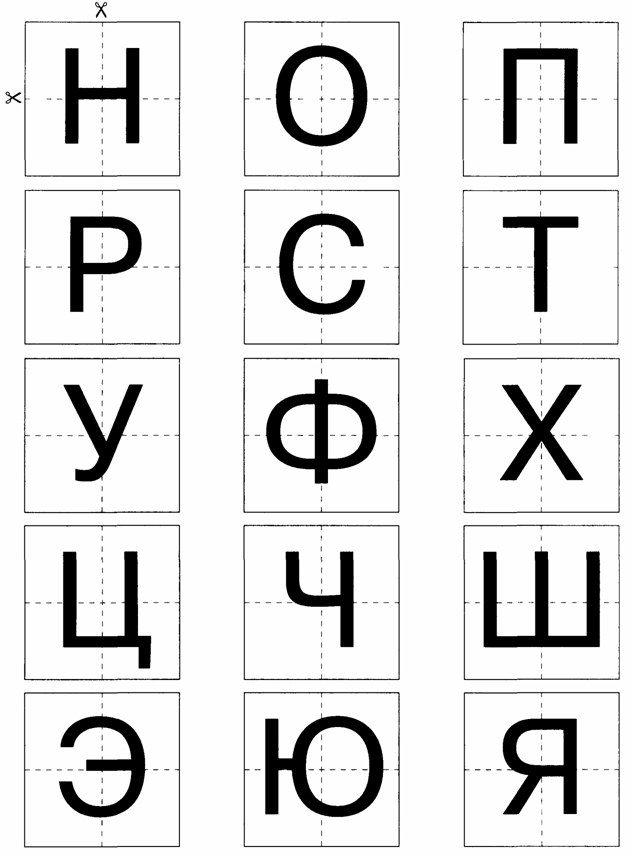 Н О П
Р С Т
У Ф Х
Ц Ч Ш
Э Ю Я